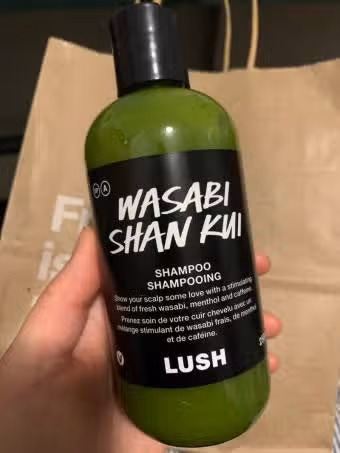 WASABI
SHAN KUI
SHAMPOO
SHAMPOOING
Show your scalp some love with a stimulating
blend of fresh wasabi, menthol and caffeine.
Prenez soin de votre cuir chevelu avec un
mélange stimulant de wasabi frais, de menthol
et de caféine.
LUSH